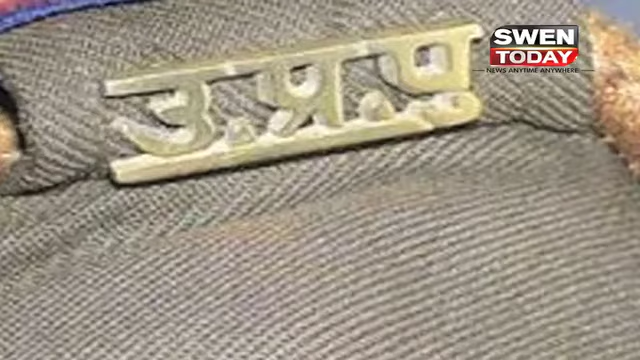 उ.प्र.पु.
SWEN
TODAY
NEWS ANYTIME ANYWHERE